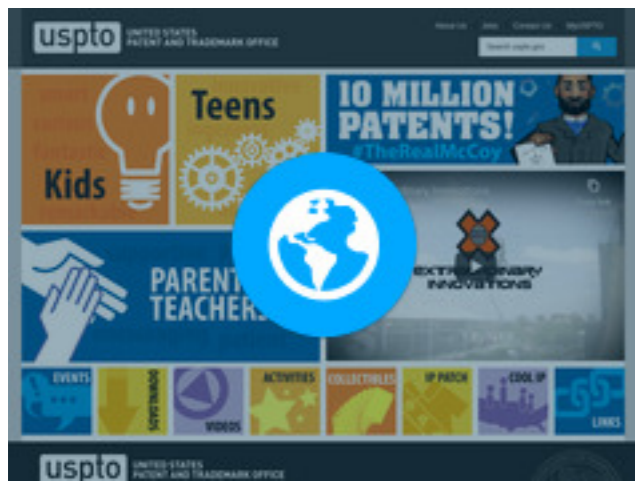 uspto
UNITED STATES
PATENT AND TRADEMARK OFFICE
About Us Jobs Contact Us MyUSPTO
Search uspto.gov
Kids
Teens
10 MILLION
PATENTS!
#TheRealMcCoy
PARENT
TEACHERS
EXTRAORDINARY
INNOVATIONS
EVENTS
DOWNLOADS
VIDEOS
ACTIVITIES
COLLECTIBLES
IP PATCH
COOL IP
LINKS
uspto
UNITED STATES
PATENT AND TRADEMARK OFFICE